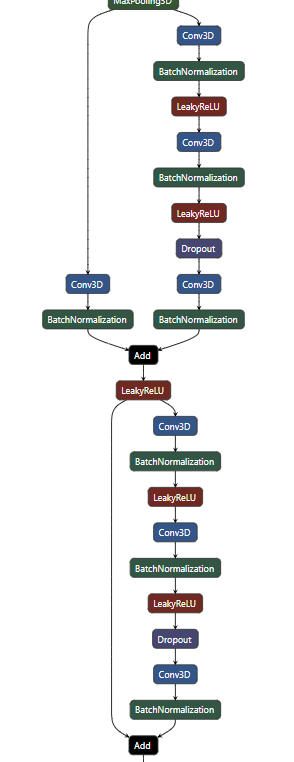 MaxPooling3D
Conv3D
BatchNormalization
LeakyReLU
Conv3D
BatchNormalization
LeakyReLU
Dropout
Conv3D Conv3D
BatchNormalization BatchNormalization
Add
LeakyReLU
Conv3D
BatchNormalization
LeakyReLU
Conv3D
BatchNormalization
LeakyReLU
Dropout
Conv3D
BatchNormalization
Add